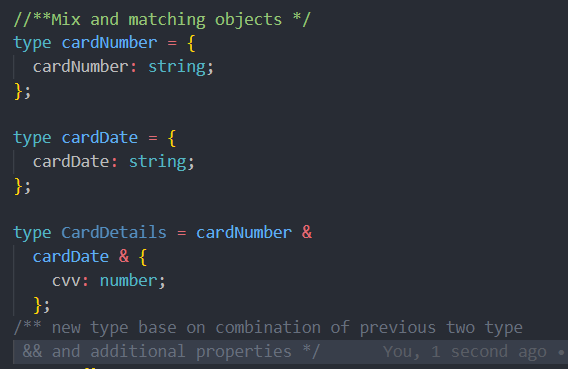 //**Mix and matching objects */
type cardNumber = {
cardNumber: string;
};
type cardDate = {
cardDate: string;
};
type CardDetails = cardNumber &
cardDate & {
cvv: number;
};
/** new type base on combination of previous two type
&& and additional properties */ You, 1 second ago •